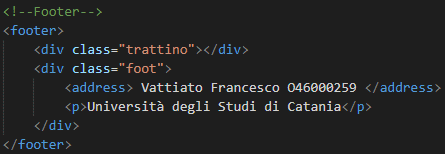 <!--Footer-->
<footer>
<div class="trattino"></div>
<div class="foot">
<address> Vattiato Francesco O46000259 </address>
<p>Università degli Studi di Catania</p>
</div>
</footer>